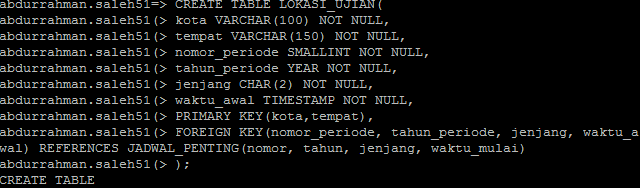 abdurrahman.saleh51=> CREATE TABLE LOKASI_UJIAN(
abdurrahman.saleh51(> kota VARCHAR(100) NOT NULL,
abdurrahman.saleh51(> tempat VARCHAR(150) NOT NULL,
abdurrahman.saleh51(> nomor_periode SMALLINT NOT NULL,
abdurrahman.saleh51(> tahun_periode YEAR NOT NULL,
abdurrahman.saleh51(> jenjang CHAR(2) NOT NULL,
abdurrahman.saleh51(> waktu_awal TIMESTAMP NOT NULL,
abdurrahman.saleh51(> PRIMARY KEY(kota,tempat),
abdurrahman.saleh51(> FOREIGN KEY(nomor_periode, tahun_periode, jenjang, waktu_a
wal) REFERENCES JADWAL_PENTING(nomor, tahun, jenjang, waktu_mulai)
abdurrahman.saleh51(> );
CREATE TABLE